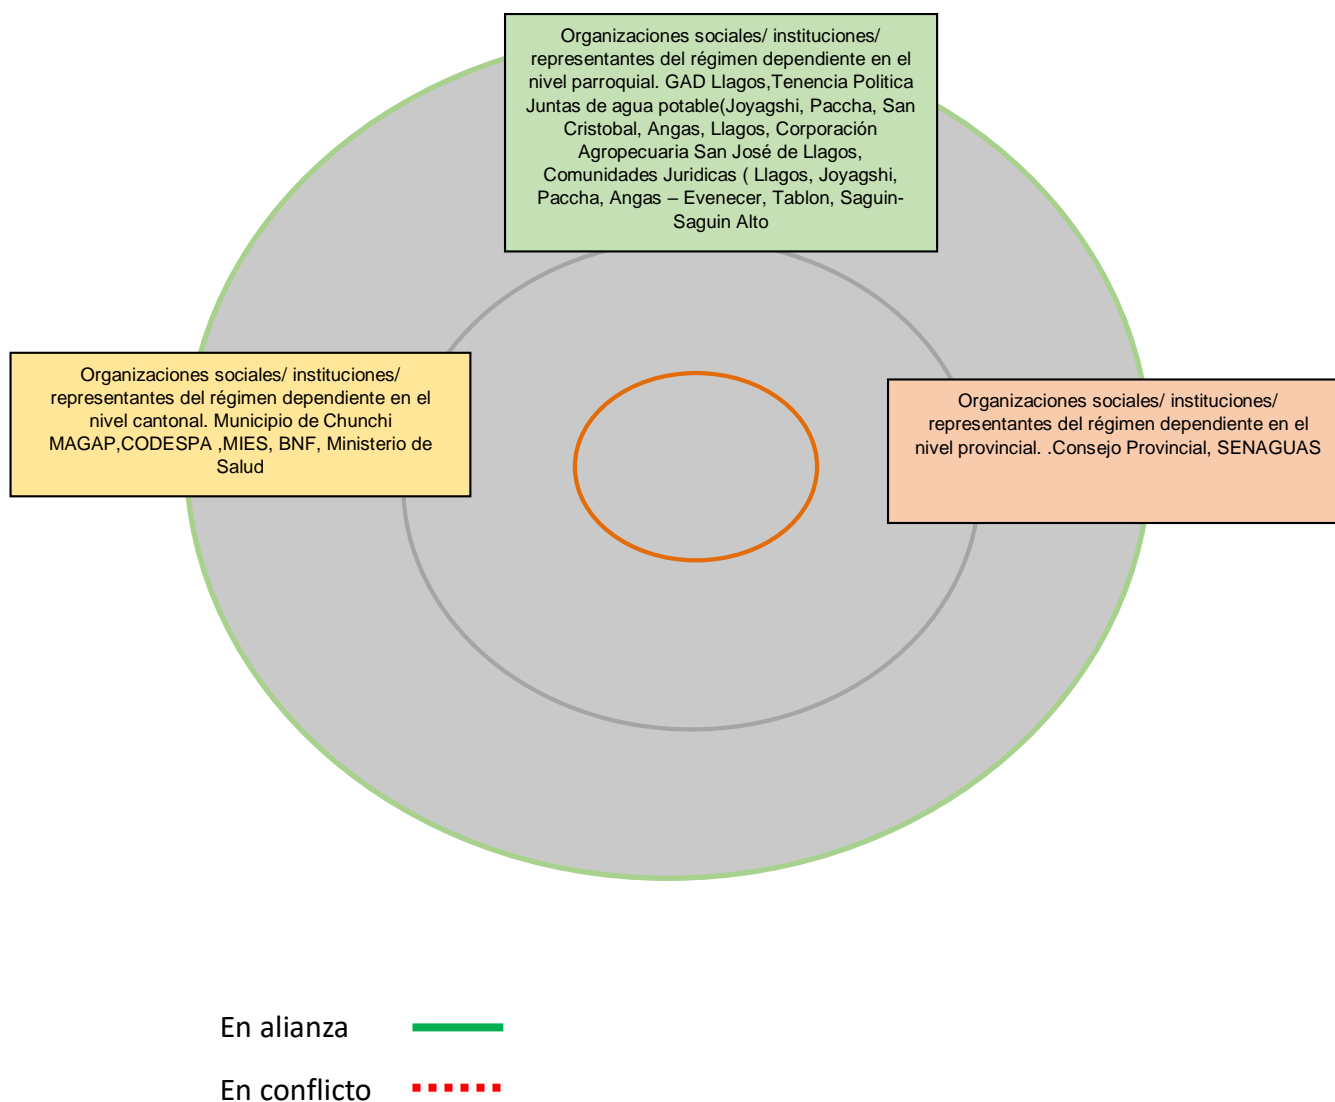 Organizaciones sociales/ instituciones/
representantes del régimen dependiente en el
nivel parroquial. GAD Llagos,Tenencia Politica
Juntas de agua potable(Joyagshi, Paccha, San
Cristobal, Angas, Llagos, Corporación
Agropecuaria San José de Llagos,
Comunidades Juridicas ( Llagos, Joyagshi,
Paccha, Angas – Evenecer, Tablon, Saguin-
Saguin Alto
Organizaciones sociales/ instituciones/
representantes del régimen dependiente en el
nivel cantonal. Municipio de Chunchi
MAGAP,CODESPA ,MIES, BNF, Ministerio de
Salud
Organizaciones sociales/ instituciones/
representantes del régimen dependiente en el
nivel provincial. .Consejo Provincial, SENAGUAS
En alianza
En conflicto